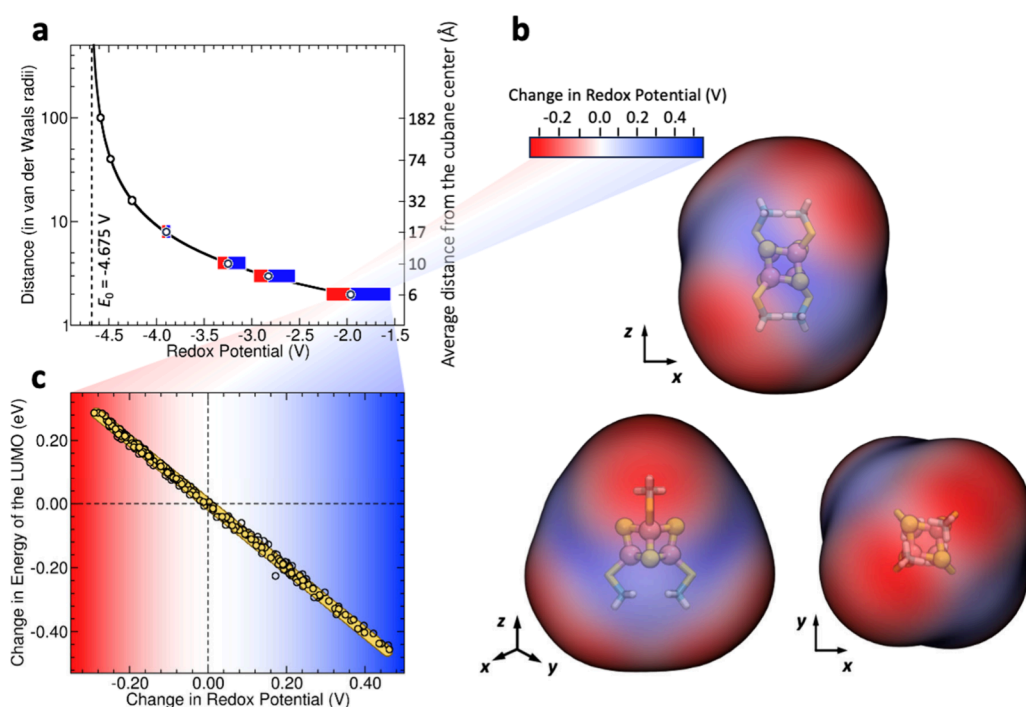 a
Distance (in van der Waals radii)
100
10
1
E0 = -4.675 V
-4.5 -4.0 -3.5 -3.0 -2.5 -2.0 -1.5
Redox Potential (V)
182
74
32
17
10
6
Average distance from the cubane center (Å)
b
Change in Redox Potential (V)
-0.2 0.0 0.2 0.4
z
x
z
x
y
y
x
c
Change in Energy of the LUMO (eV)
0.20
0.00
-0.20
-0.40
-0.20 0.00 0.20 0.40
Change in Redox Potential (V)